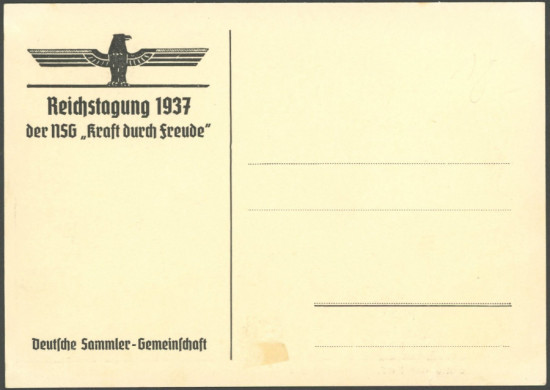 Reichstagung 1937
der NSG „Kraft durch Freude“
Deutsche Sammler-Gemeinschaft